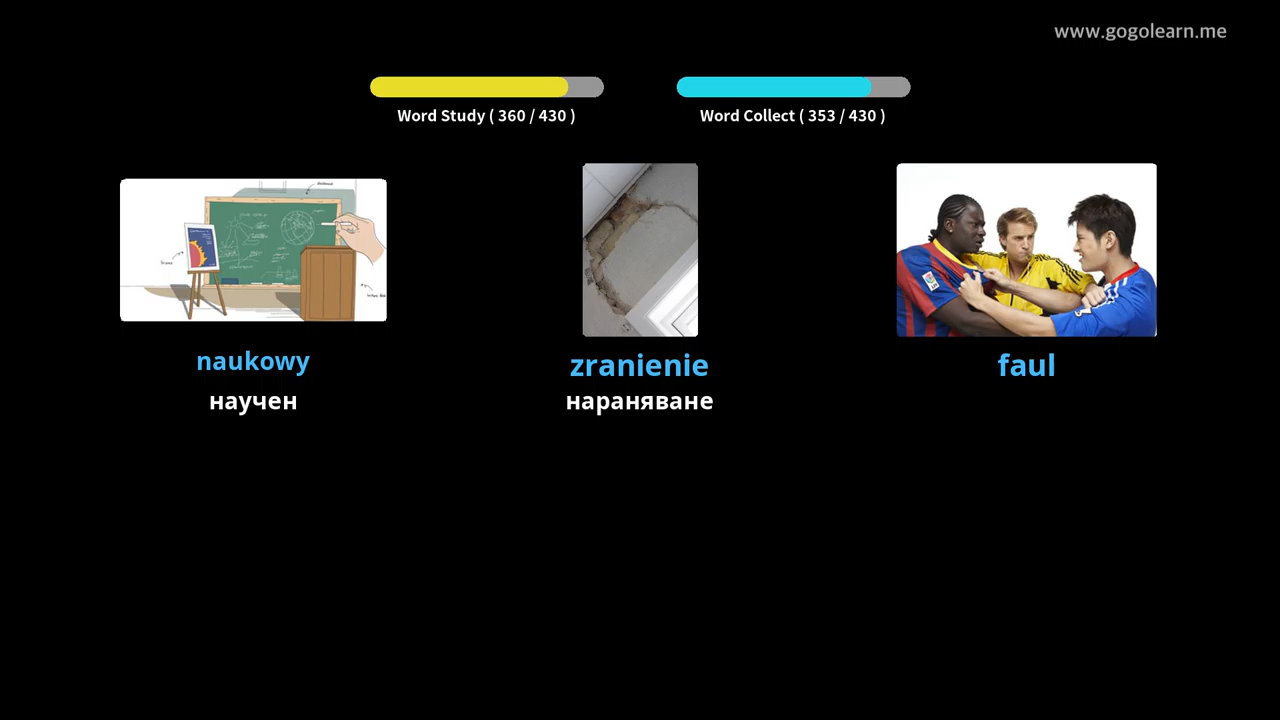 www.gogolearn.me
Word Study ( 360 / 430 )
Word Collect ( 353 / 430 )
naukowy
научен
zranienie
нараняване
faul